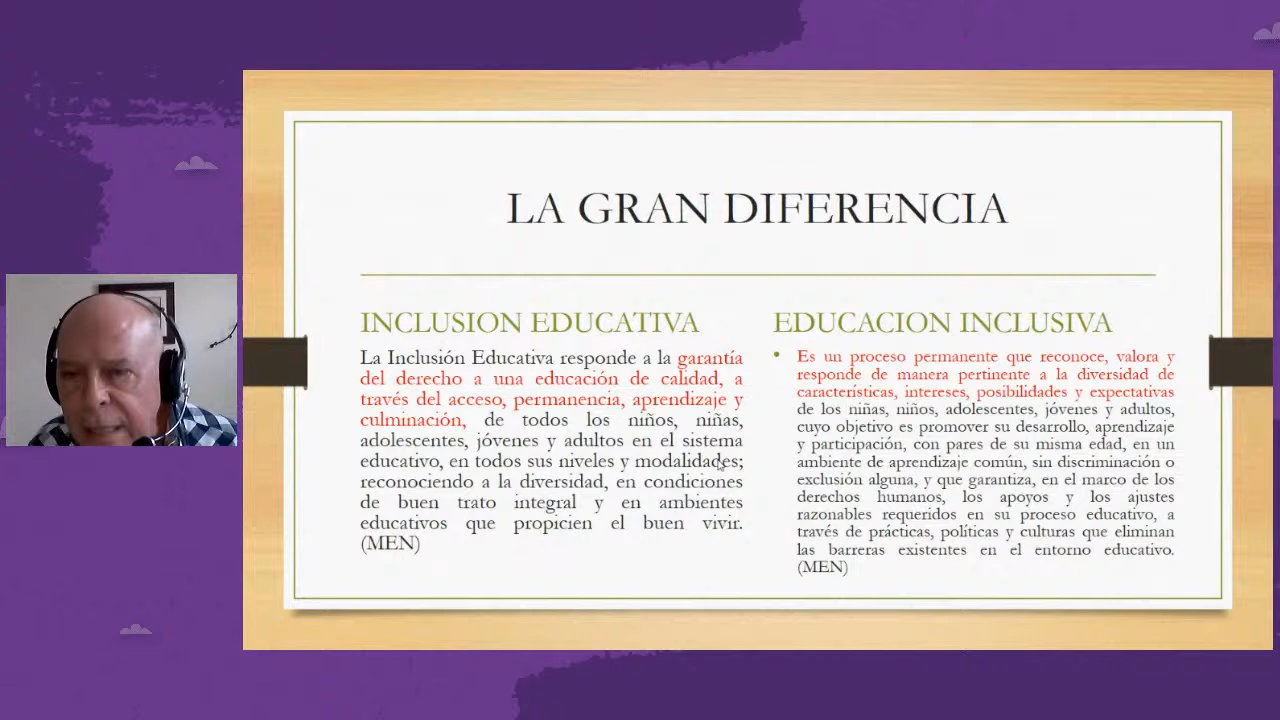 LA GRAN DIFERENCIA
INCLUSION EDUCATIVA
La Inclusión Educativa responde a la garantía
del derecho a una educación de calidad, a
través del acceso, permanencia, aprendizaje y
culminación, de todos los niños, niñas,
adolescentes, jóvenes y adultos en el sistema
educativo, en todos sus niveles y modalidades;
reconociendo a la diversidad, en condiciones
de buen trato integral y en ambientes
educativos que propicien el buen vivir.
(MEN)
EDUCACION INCLUSIVA
• Es un proceso permanente que reconoce, valora y
responde de manera pertinente a la diversidad de
características, intereses, posibilidades y expectativas
de los niñas, niños, adolescentes, jóvenes y adultos,
cuyo objetivo es promover su desarrollo, aprendizaje
y participación, con pares de su misma edad, en un
ambiente de aprendizaje común, sin discriminación o
exclusión alguna, y que garantiza, en el marco de los
derechos humanos, los apoyos y los ajustes
razonables requeridos en su proceso educativo, a
través de prácticas, políticas y culturas que eliminan
las barreras existentes en el entorno educativo.
(MEN)